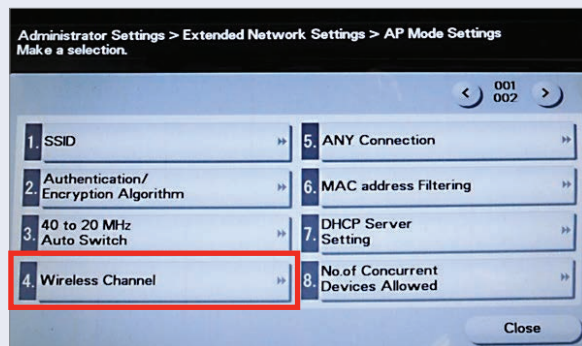 Administrator Settings > Extended Network Settings > AP Mode Settings
Make a selection.
001
002
1. SSID
2. Authentication/
Encryption Algorithm
3. 40 to 20 MHz
Auto Switch
4. Wireless Channel
5. ANY Connection
6. MAC address Filtering
7. DHCP Server
Setting
8. No.of Concurrent
Devices Allowed
Close